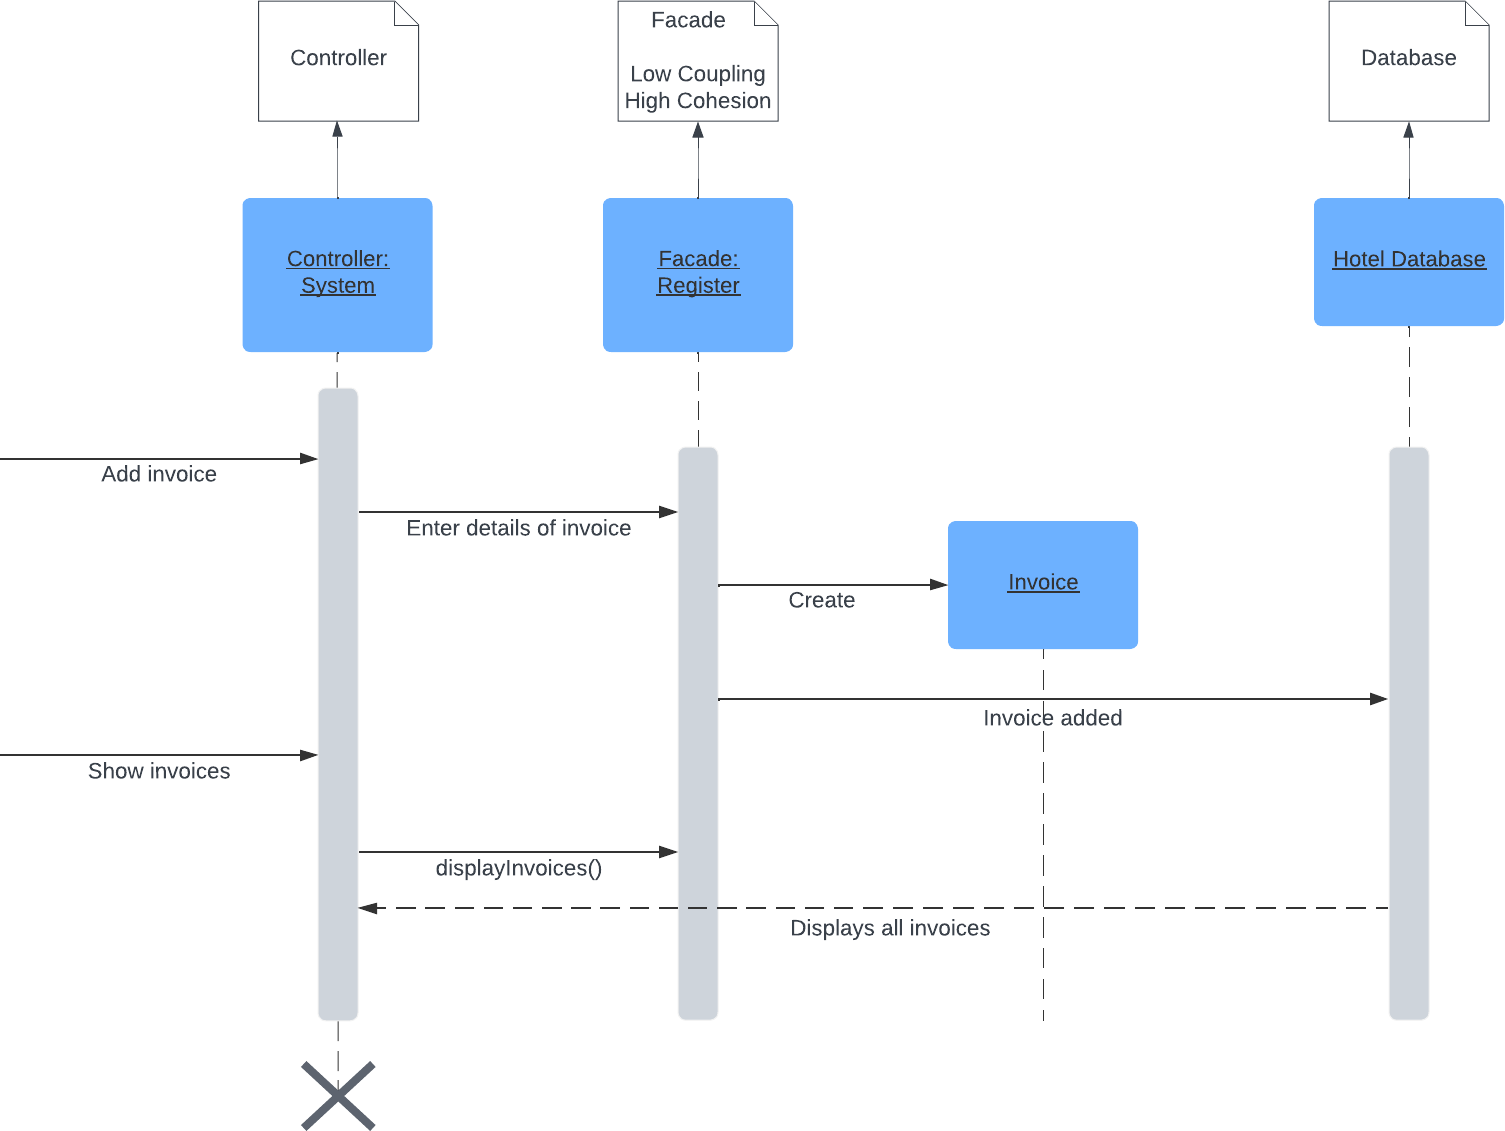 Controller
Facade
Low Coupling
High Cohesion
Database
Controller:
System
Facade:
Register
Hotel Database
Add invoice
Enter details of invoice
Invoice
Create
Invoice added
Show invoices
displayInvoices()
Displays all invoices